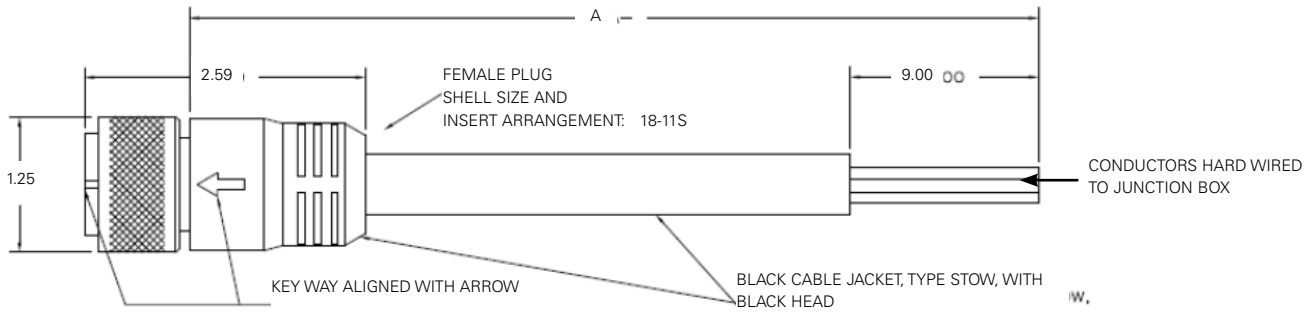 A
2.59
FEMALE PLUG
SHELL SIZE AND
INSERT ARRANGEMENT: 18-11S
9.00
1.25
CONDUCTORS HARD WIRED
TO JUNCTION BOX
KEY WAY ALIGNED WITH ARROW
BLACK CABLE JACKET, TYPE STOW, WITH
BLACK HEAD